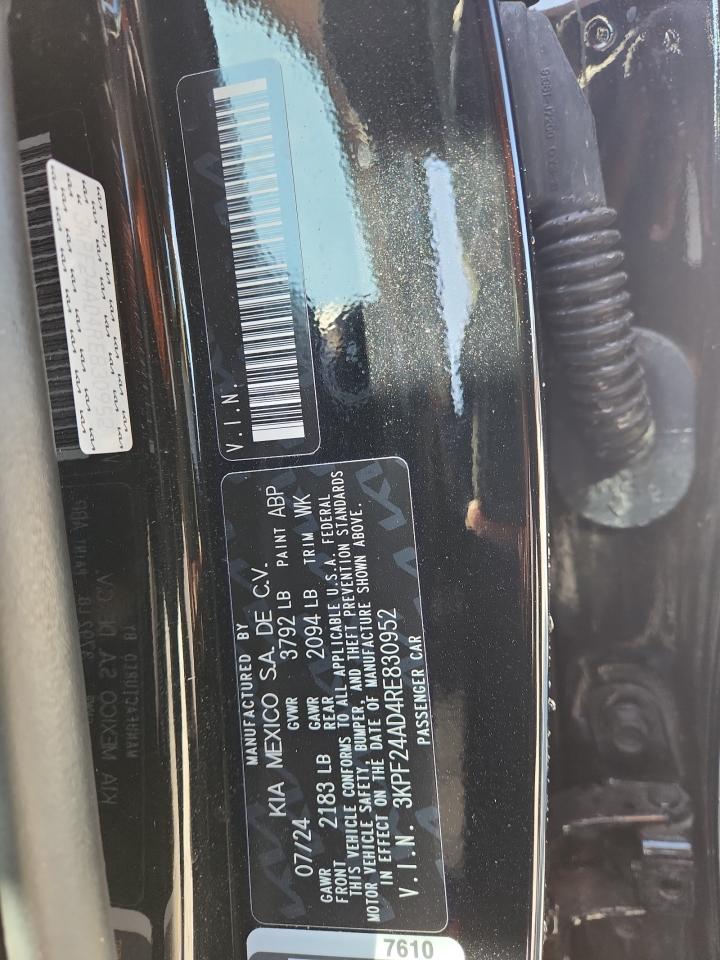 MANUFACTURED BY
KIA MEXICO S.A. DE C.V.
07/24 GVWR 3792 LB PAINT ABP
GAWR FRONT 2183 LB GAWR REAR 2094 LB TRIM WK
THIS VEHICLE CONFORMS TO ALL APPLICABLE U.S.A. FEDERAL
MOTOR VEHICLE SAFETY, BUMPER, AND THEFT PREVENTION STANDARDS
IN EFFECT ON THE DATE OF MANUFACTURE SHOWN ABOVE.
V.I.N. 3KPF24AD4RE830952
PASSENGER CAR
V.I.N.
7610